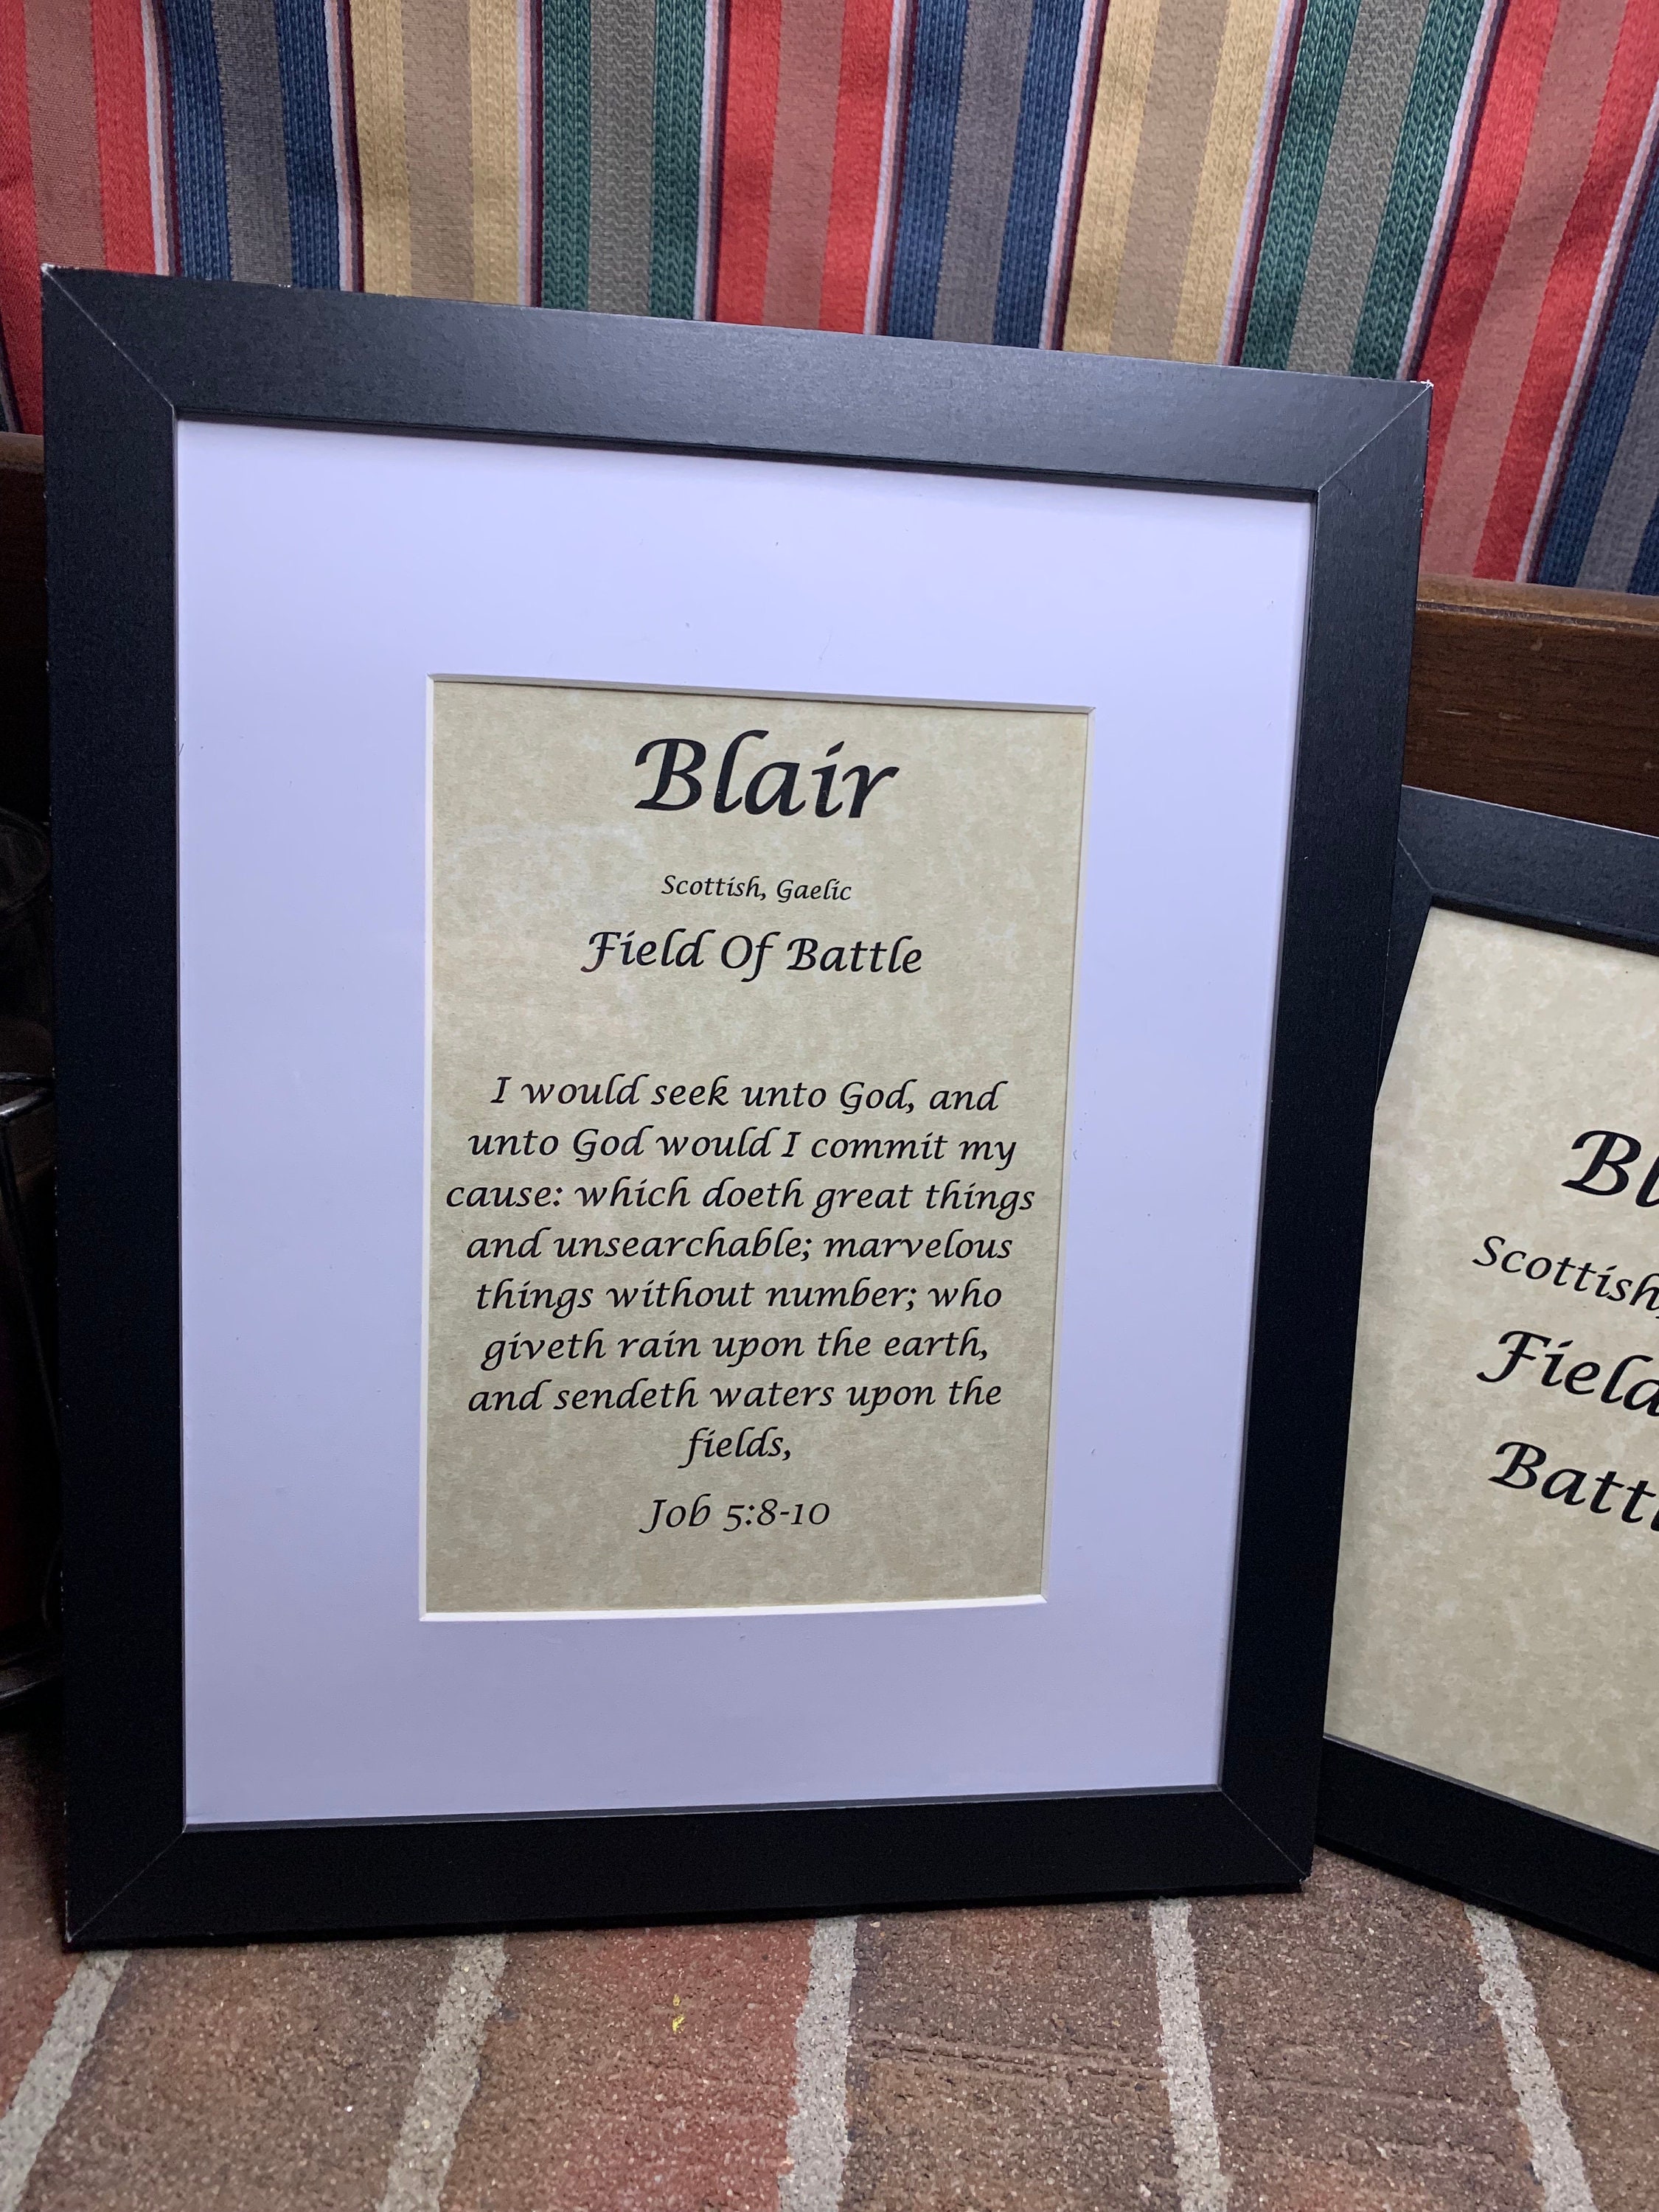 Blair
Scottish, Gaelic
Field Of Battle
I would seek unto God, and
unto God would I commit my
cause: which doeth great things
and unsearchable; marvelous
things without number; who
giveth rain upon the earth,
and sendeth waters upon the
fields,
Job 5:8-10
Bl
Scottish,
Field
Battl